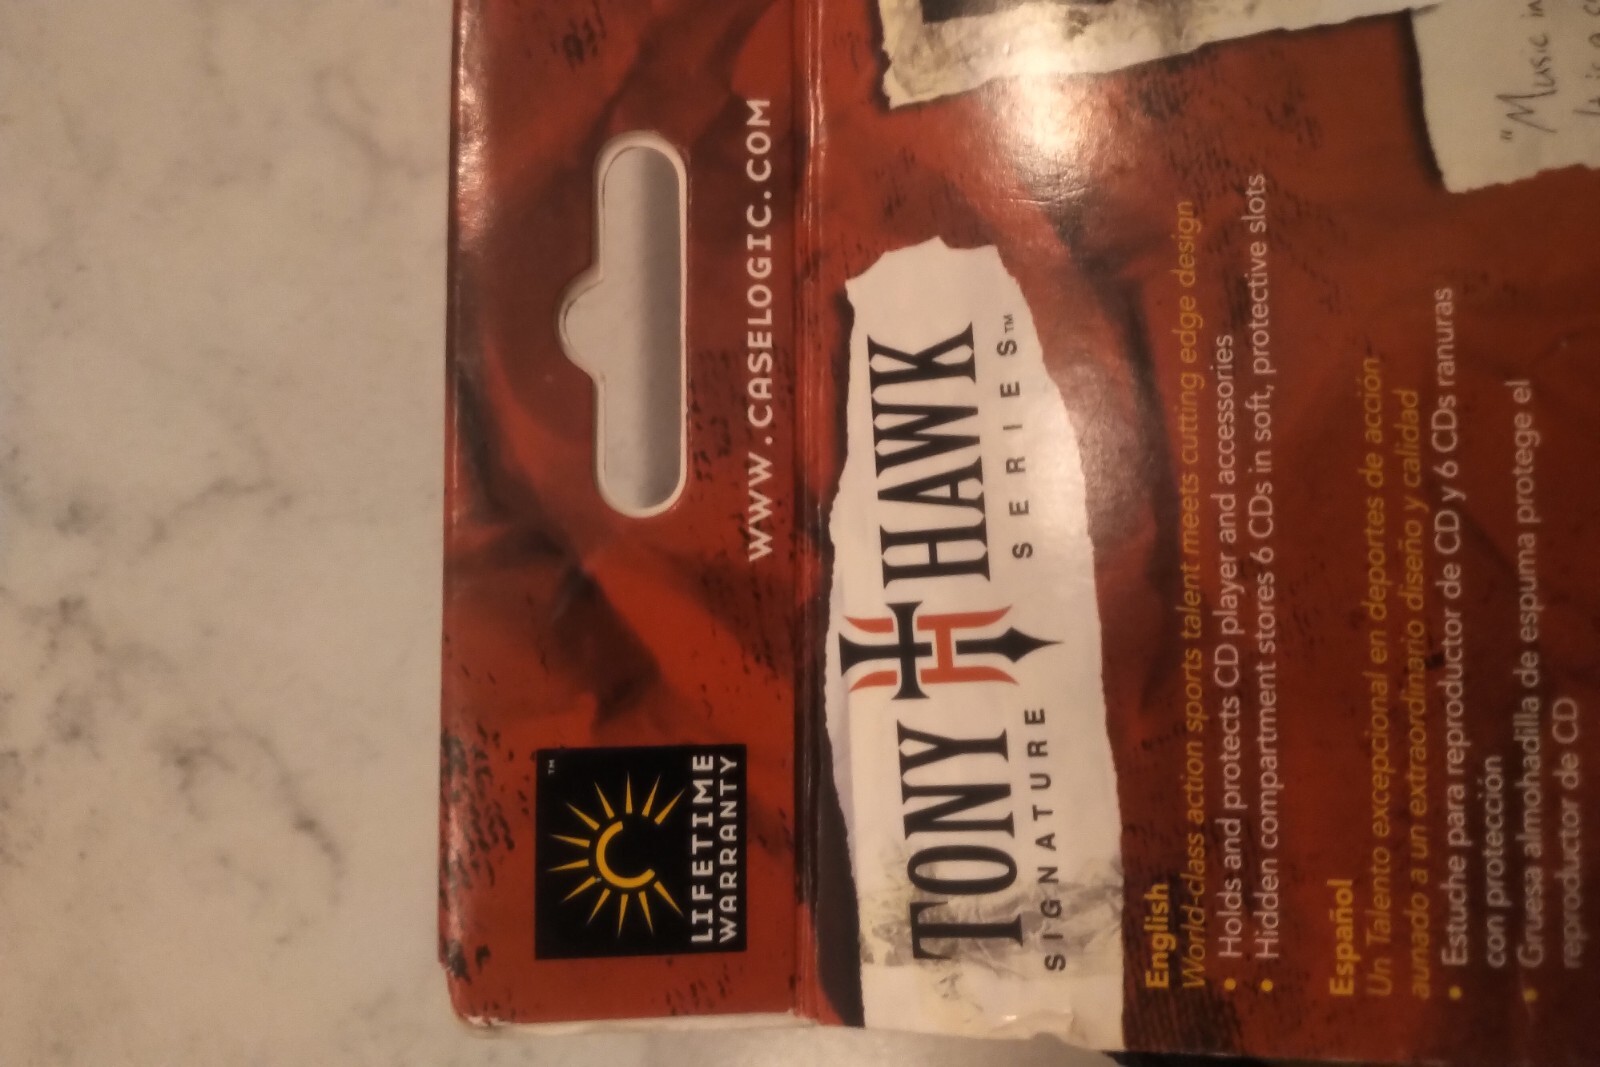 WWW.CASELOGIC.COM
™
LIFETIME
WARRANTY
TONY HAWK
SIGNATURE SERIES™
English
World-class action sports talent meets cutting edge design
• Holds and protects CD player and accessories
• Hidden compartment stores 6 CDs in soft, protective slots
Español
Un Talento excepcional en deportes de acción
aunado a un extraordinario diseño y calidad
• Estuche para reproductor de CD y 6 CDs ranuras
con protección
• Gruesa almohadilla de espuma protege el
reproductor de CD
"Music in